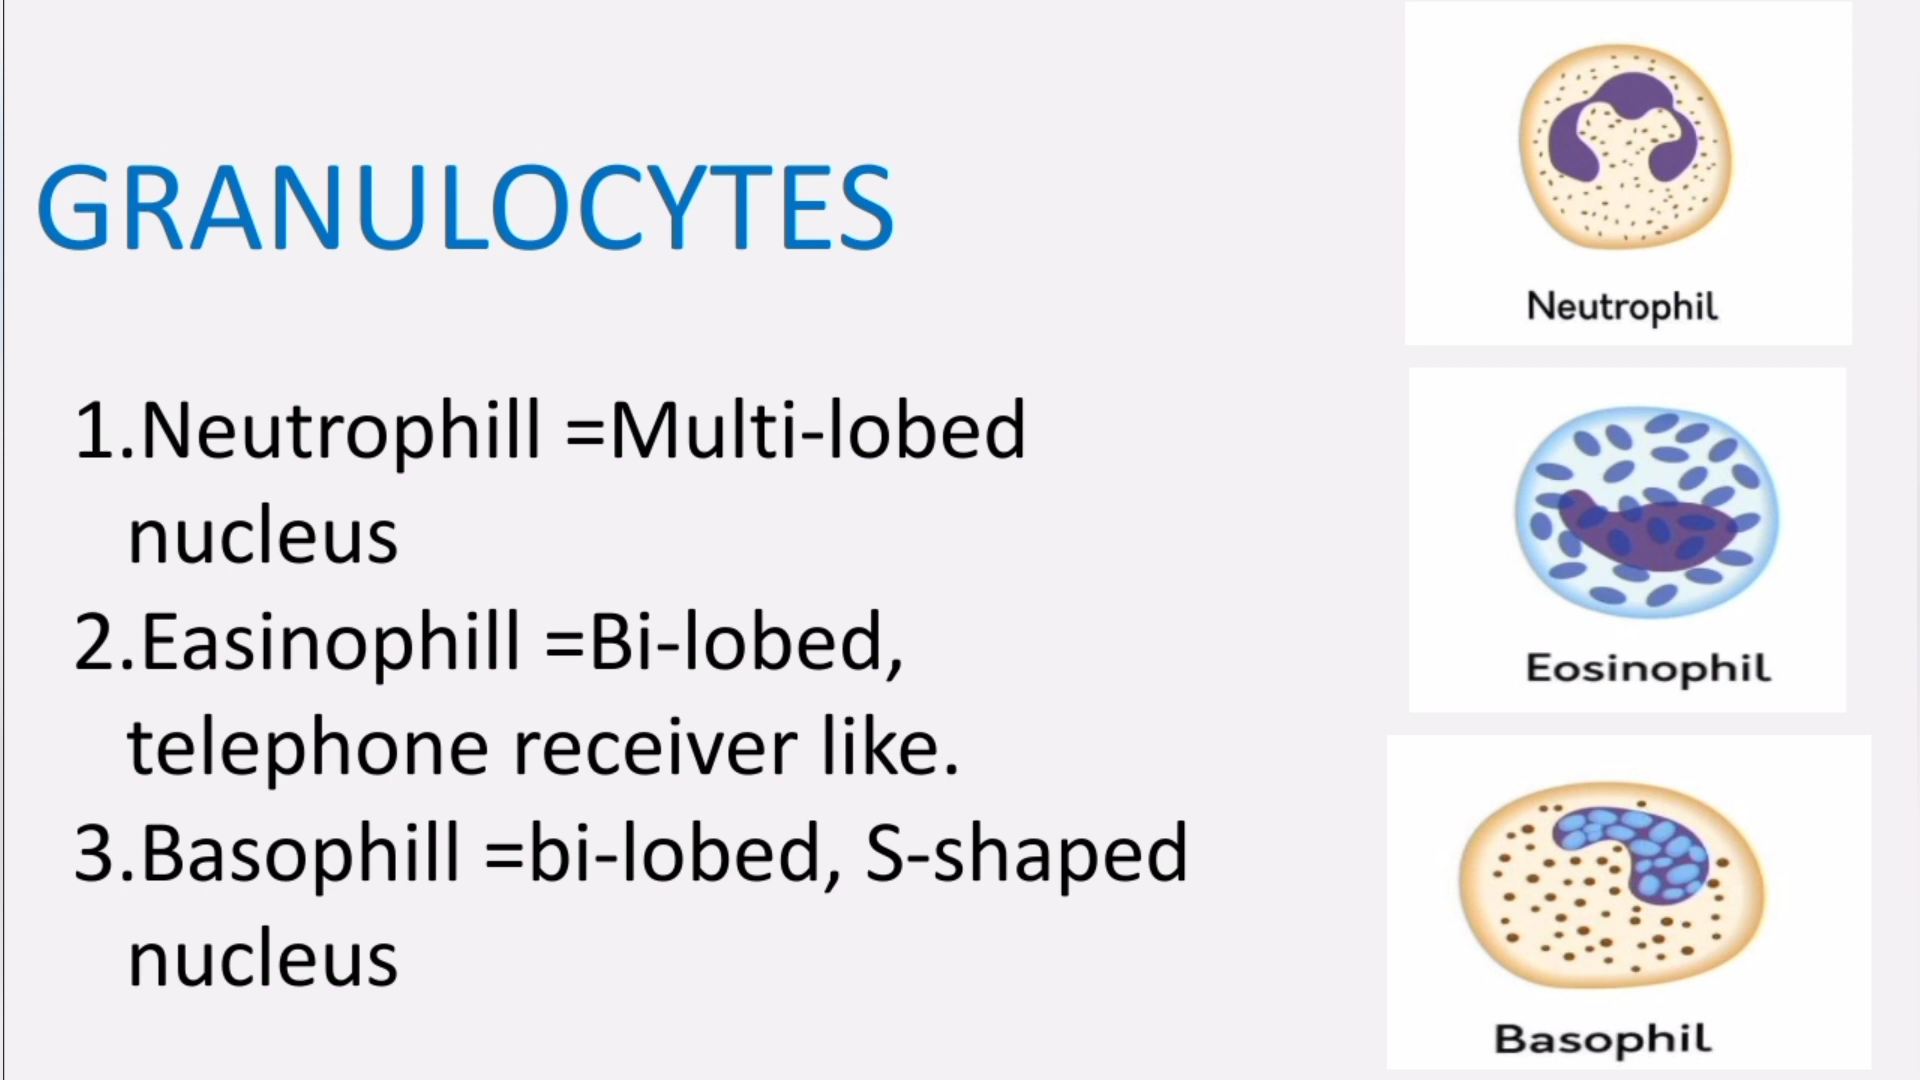 GRANULOCYTES
1.Neutrophill =Multi-lobed
nucleus
2.Easinophill =Bi-lobed,
telephone receiver like.
3.Basophill =bi-lobed, S-shaped
nucleus
Neutrophil
Eosinophil
Basophil